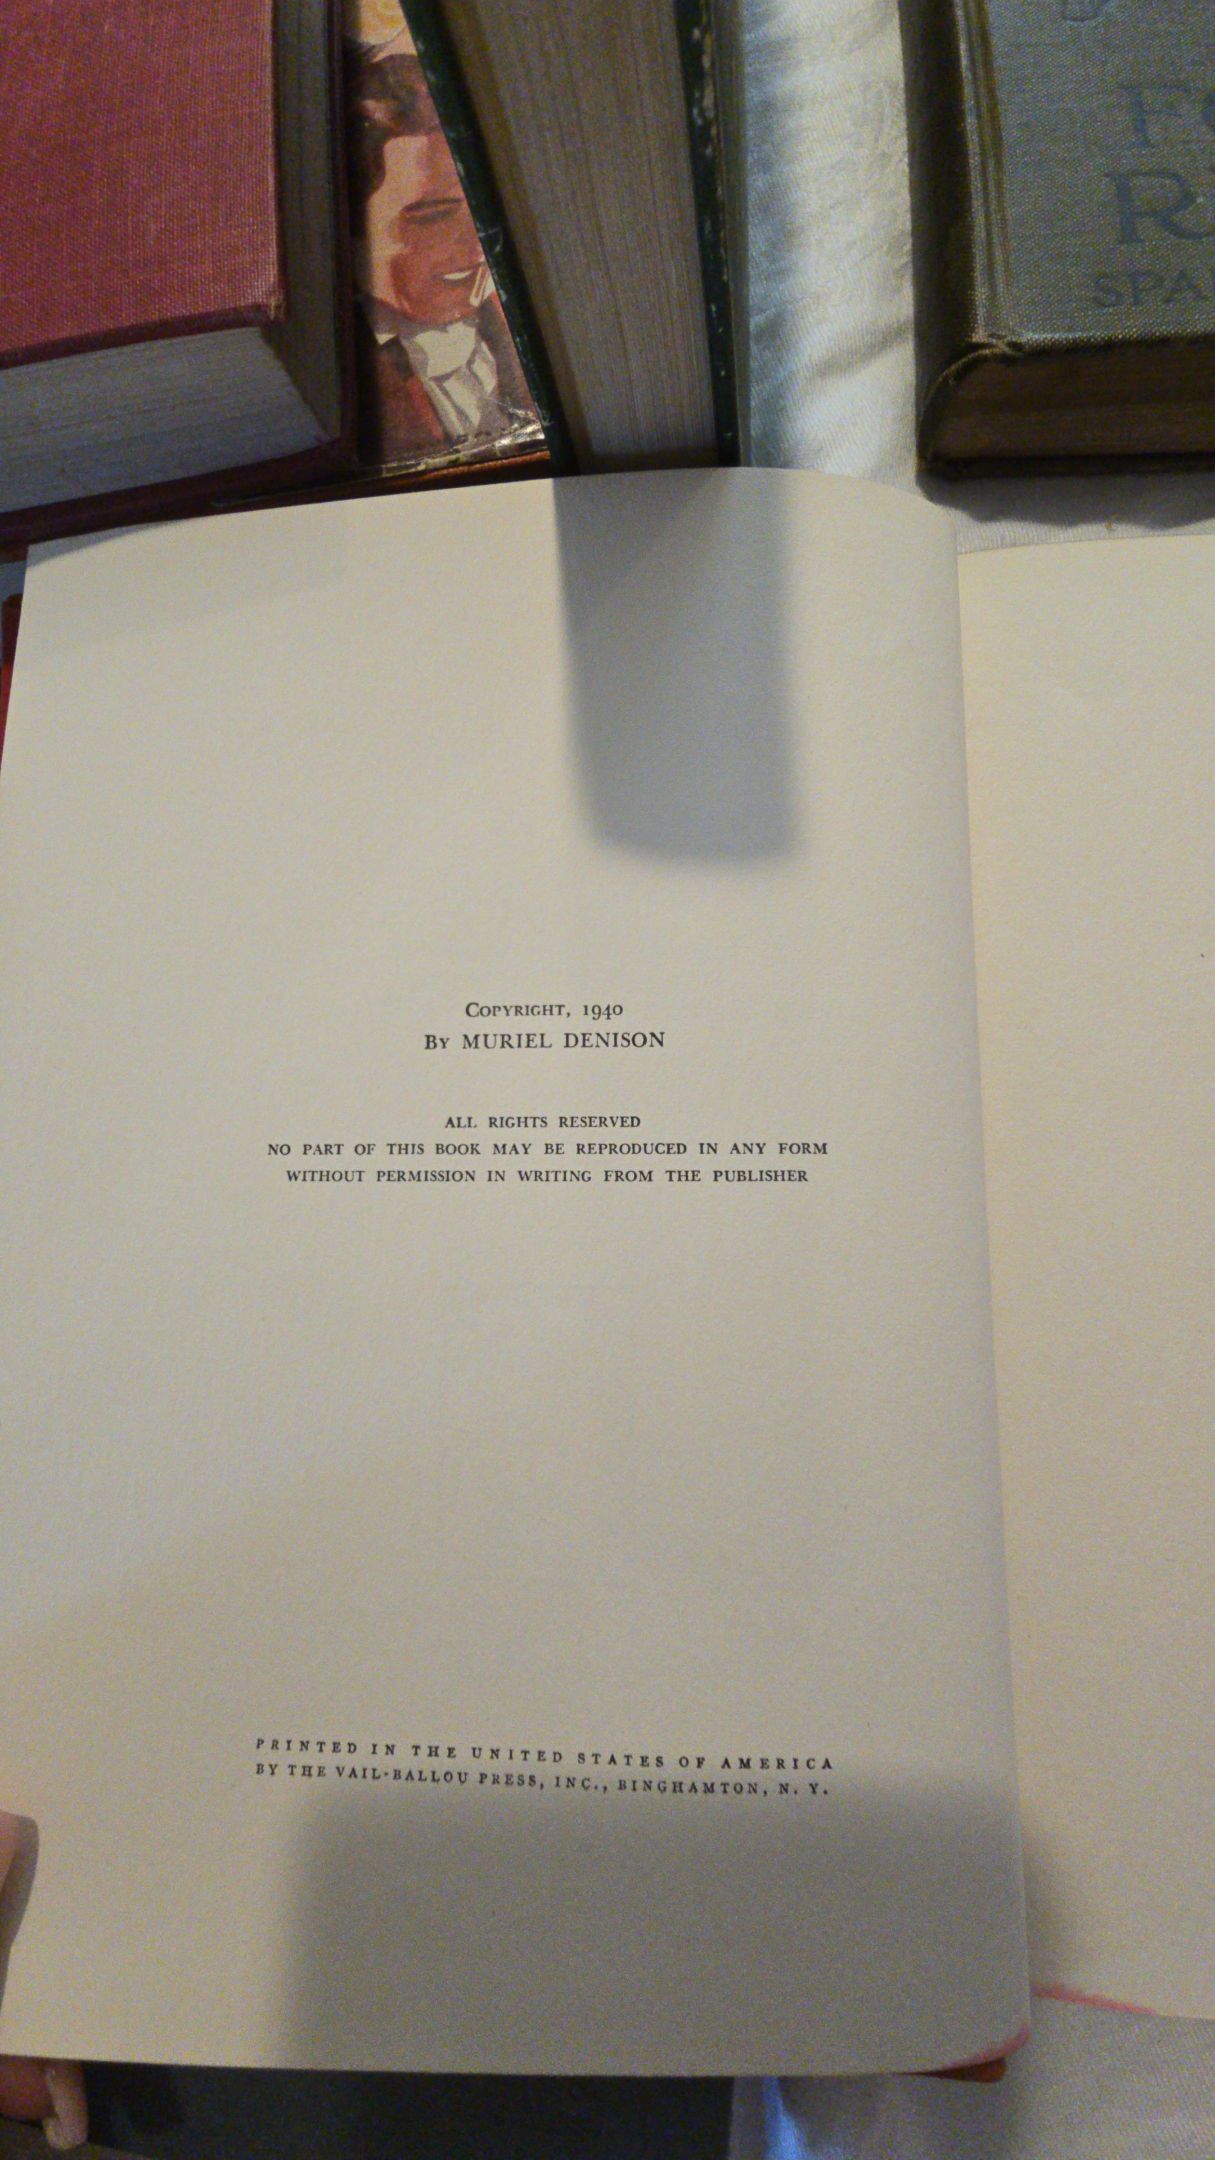 R
SPA
COPYRIGHT, 1940
BY MURIEL DENISON
ALL RIGHTS RESERVED
NO PART OF THIS BOOK MAY BE REPRODUCED IN ANY FORM
WITHOUT PERMISSION IN WRITING FROM THE PUBLISHER
PRINTED IN THE UNITED STATES OF AMERICA
BY THE VAIL-BALLOU PRESS, INC., BINGHAMTON, N. Y.